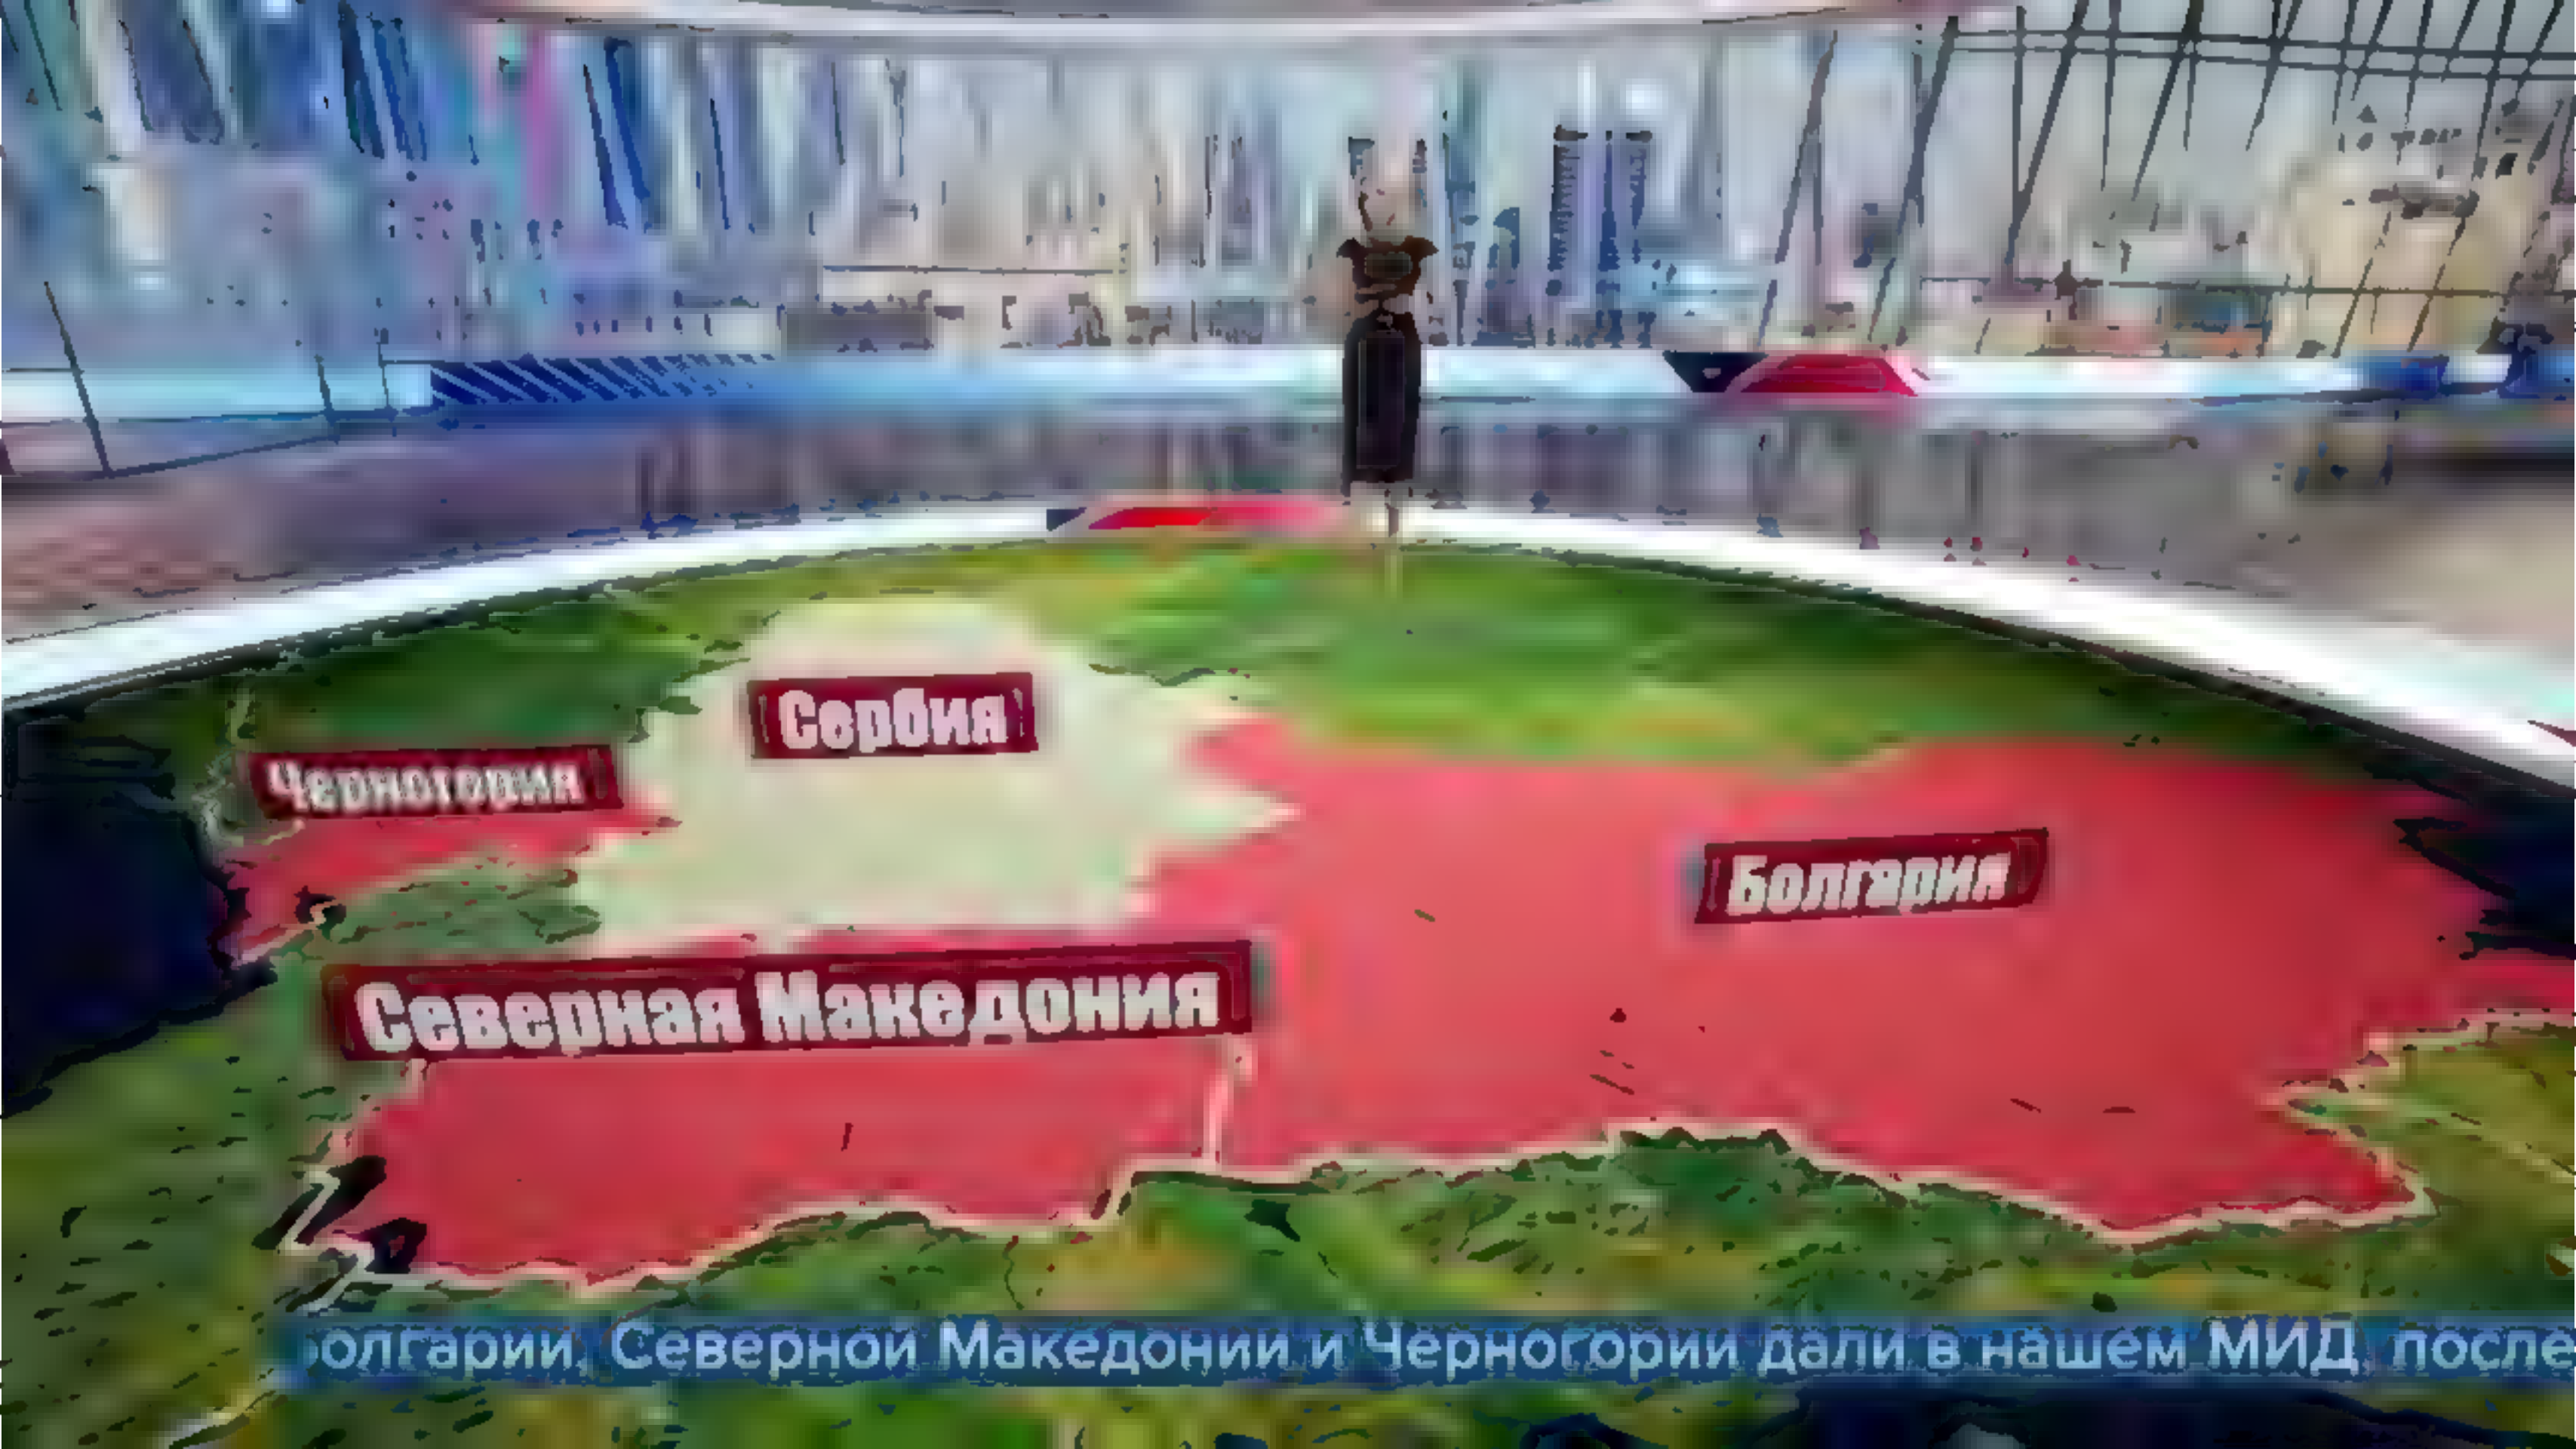 Сербия
Черногория
Болгария
Северная Македония
олгарии, Северной Македонии и Черногории дали в нашем МИД, после